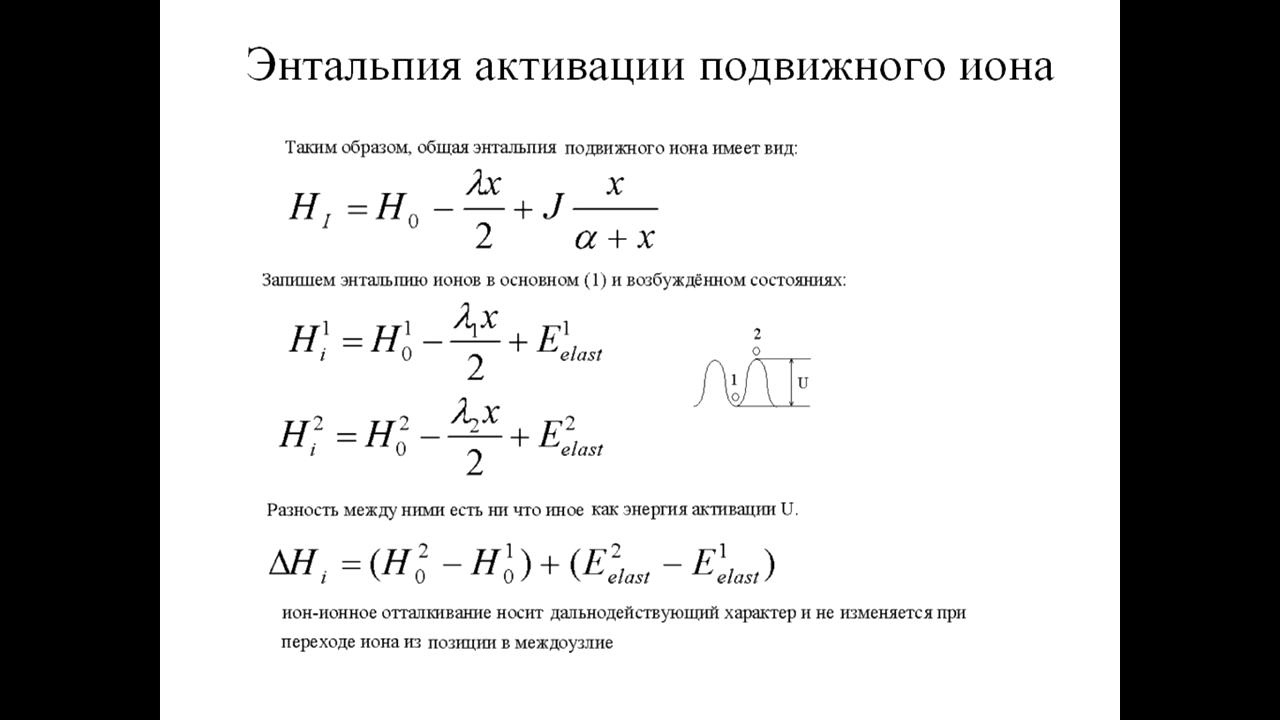 Энтальпия активации подвижного иона
Таким образом, общая энтальпия подвижного иона имеет вид:
H_I = H_0 − λx/2 + J x/(α + x)
Запишем энтальпию ионов в основном (1) и возбуждённом состояниях:
H_i^1 = H_0^1 − λ_1x/2 + E_elast^1
2
1
U
H_i^2 = H_0^2 − λ_2x/2 + E_elast^2
Разность между ними есть ни что иное как энергия активации U.
ΔH_i = (H_0^2 − H_0^1) + (E_elast^2 − E_elast^1)
ион-ионное отталкивание носит дальнодействующий характер и не изменяется при
переходе иона из позиции в междоузлие